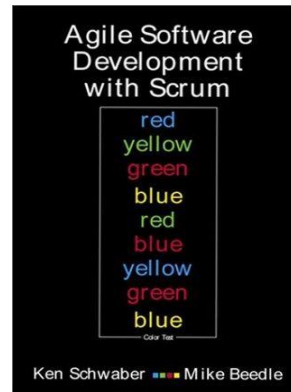 Agile Software
Development
with Scrum
red
yellow
green
blue
red
blue
yellow
green
blue
Color Test
Ken Schwaber Mike Beedle